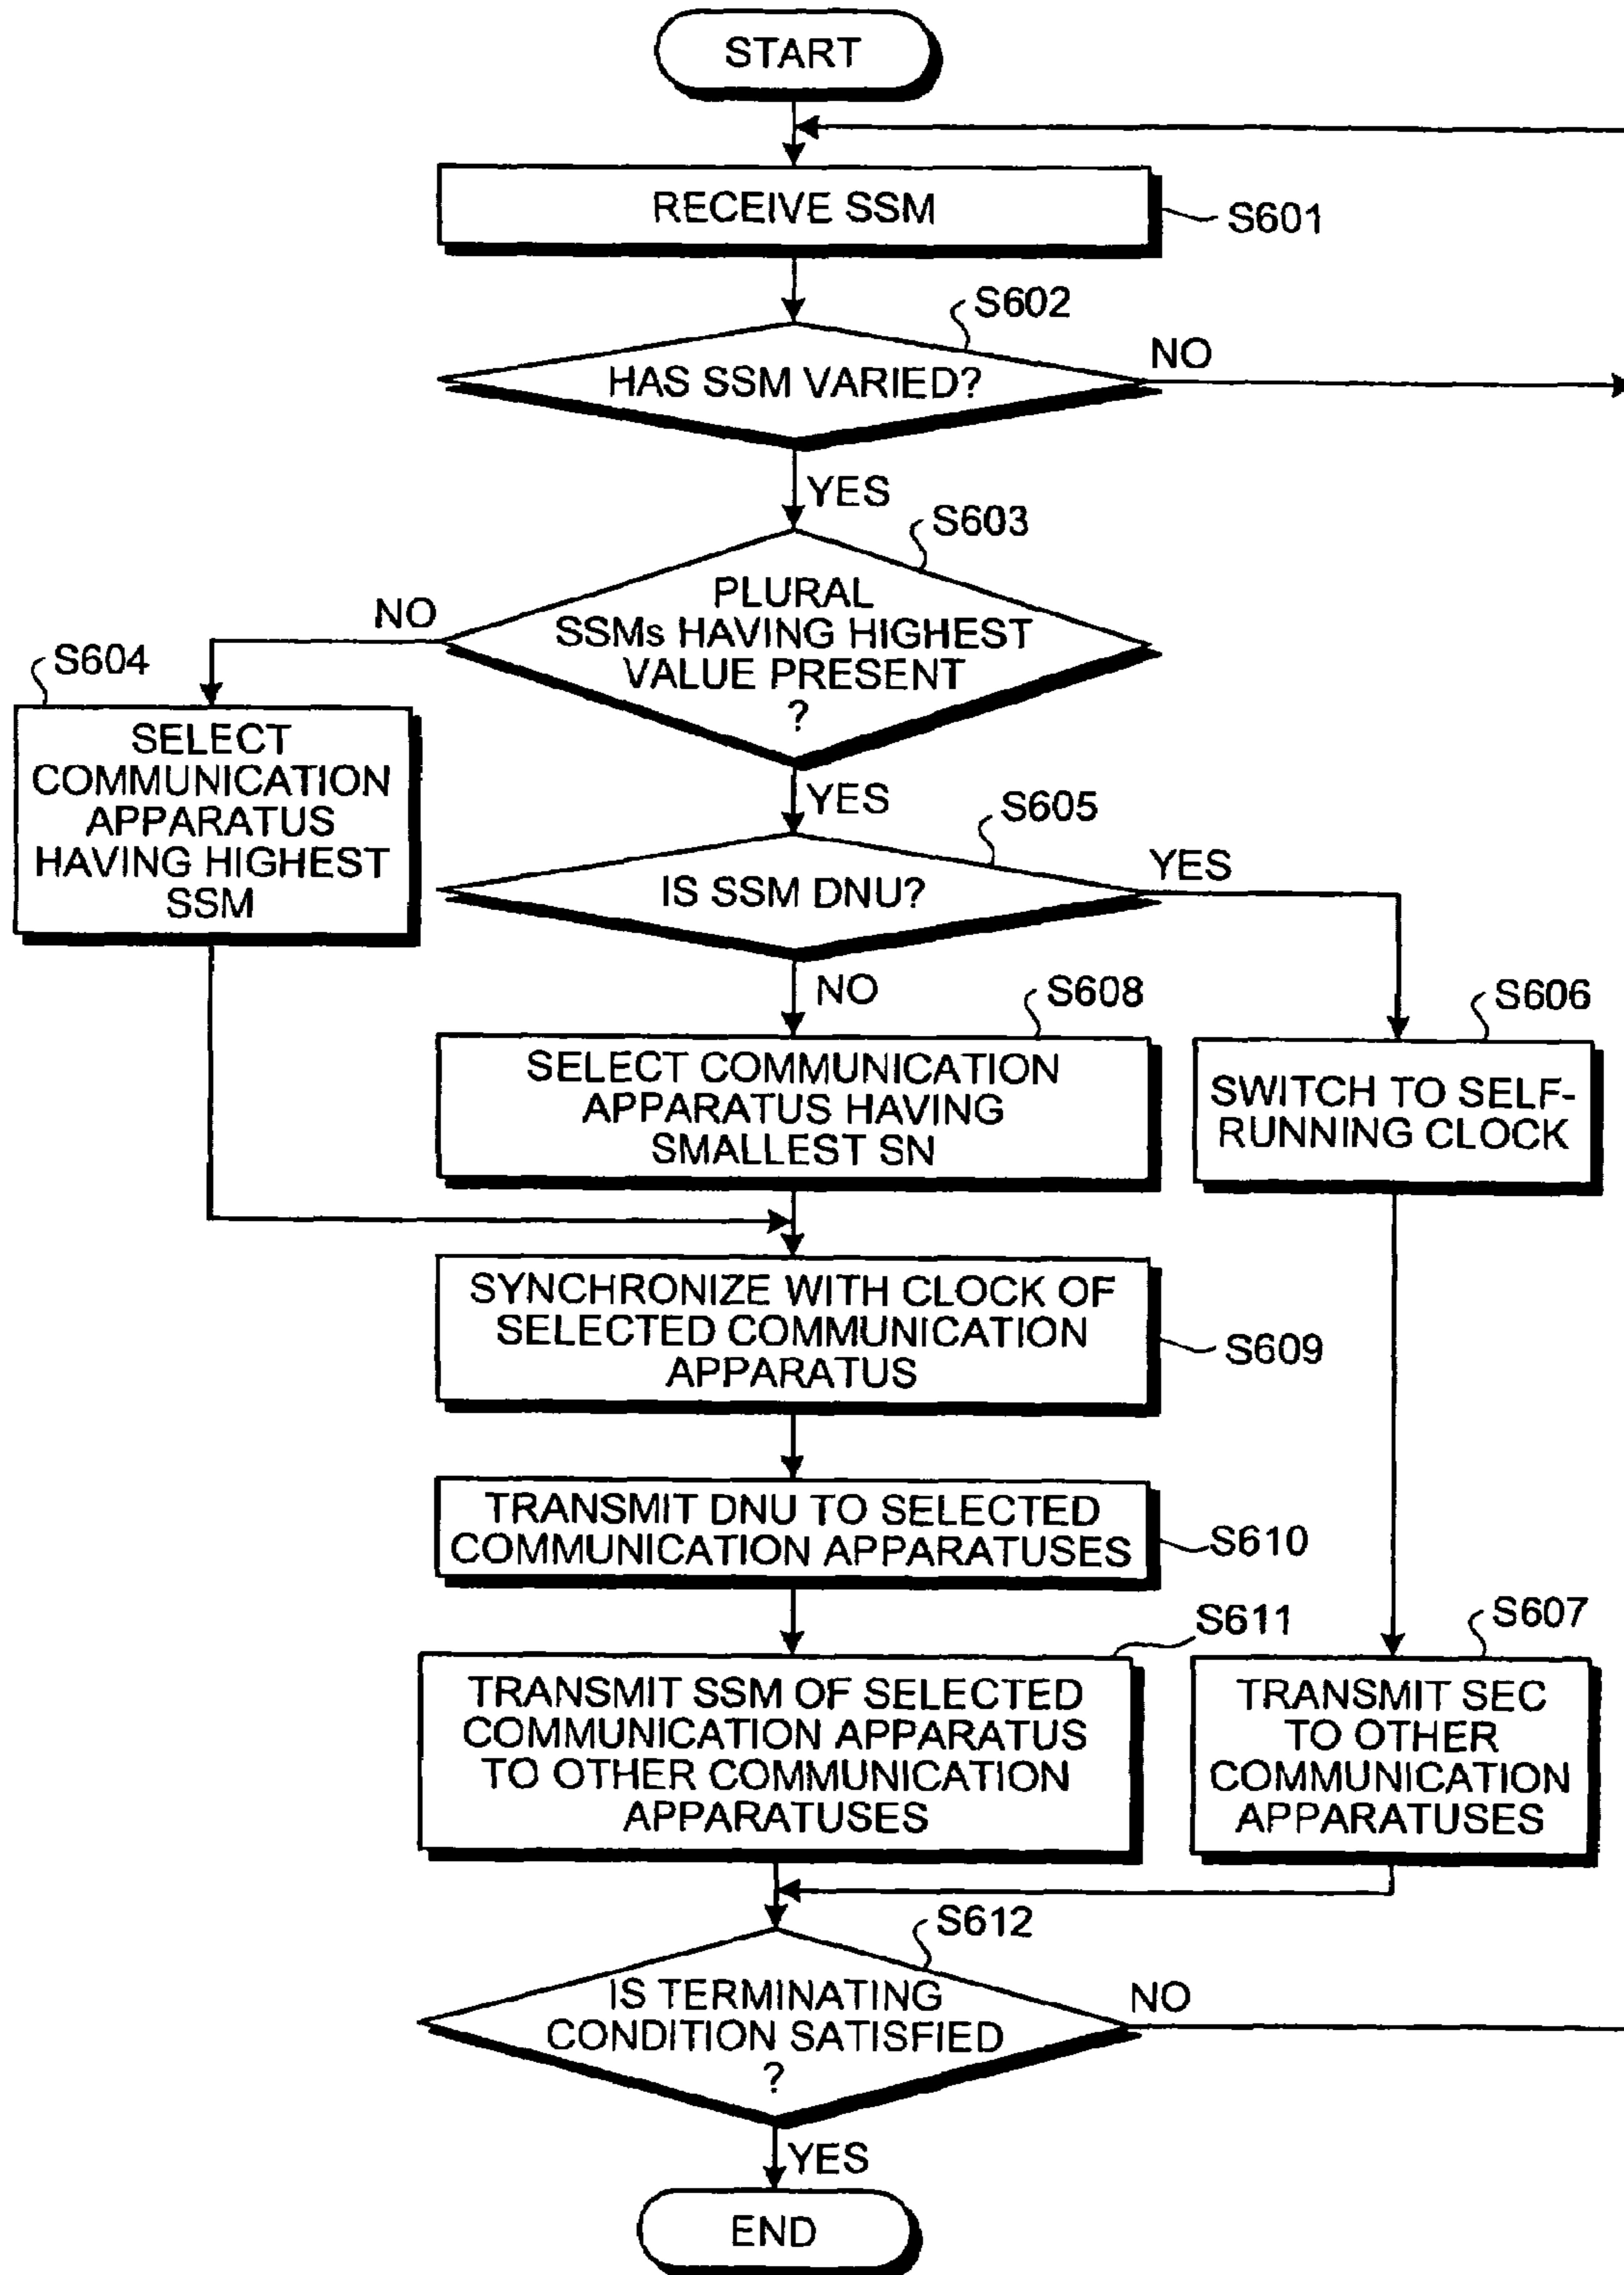 START
RECEIVE SSM
S601
S602
HAS SSM VARIED?
NO
YES
S603
PLURAL
SSMs HAVING HIGHEST
VALUE PRESENT
?
NO
S604
SELECT
COMMUNICATION
APPARATUS
HAVING HIGHEST
SSM
YES
S605
IS SSM DNU?
YES
NO
S608
SELECT COMMUNICATION
APPARATUS HAVING
SMALLEST SN
S606
SWITCH TO SELF-
RUNNING CLOCK
SYNCHRONIZE WITH CLOCK OF
SELECTED COMMUNICATION
APPARATUS
S609
TRANSMIT DNU TO SELECTED
COMMUNICATION APPARATUSES
S610
S611
TRANSMIT SSM OF SELECTED
COMMUNICATION APPARATUS
TO OTHER COMMUNICATION
APPARATUSES
S607
TRANSMIT SEC
TO OTHER
COMMUNICATION
APPARATUSES
S612
IS TERMINATING
CONDITION SATISFIED
?
NO
YES
END